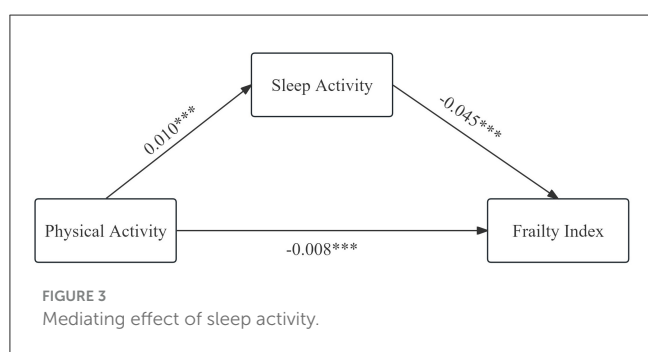 Sleep Activity
0.010***
-0.045***
Physical Activity
Frailty Index
-0.008***
FIGURE 3
Mediating effect of sleep activity.